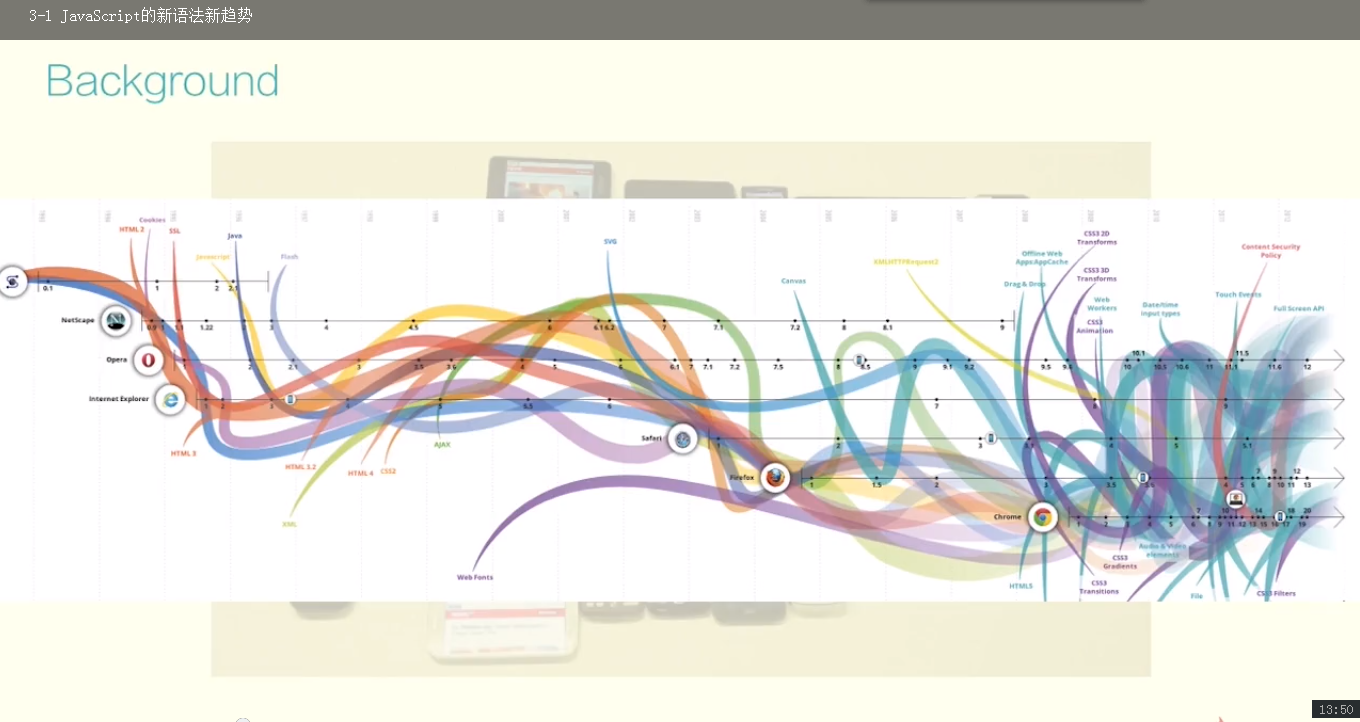 3-1 JavaScript的新语法新趋势
Background
Cookies
HTML 2
SSL
Java
Javascript
Flash
SVG
Canvas
XMLHTTPRequest2
CSS3 2D
Transforms
Offline Web
Apps:AppCache
CSS3 3D
Transforms
Drag & Drop
Web
Workers
CSS3
Animation
Date/time
input types
Content Security
Policy
Touch Events
Full Screen API
0.1 1 2 2.1
NetScape
0.9 1 1.1 1.22 2 3 4 4.5 6 6.1 6.2 7 7.1 7.2 8 8.5 9
Opera
1 2 2.1 3 3.5 3.6 4 5 6 6.1 7 7.1 7.2 7.5 8 8.5 9 9.1 9.2 9.5 9.6 10 10.1 10.5 10.6 11 11.1 11.5 11.6 12
Internet Explorer
1 2 3 4 5 5.5 6 7 8 9
Safari
1 2 3 3.1 4 5 5.1
Firefox
1 1.5 2 3 3.5 3.6 4 5 6 7 8 9 10 11 12 13
Chrome
1 2 3 4 5 6 7 8 9 10 11 12 13 14 15 16 17 18 19 20
HTML 3
HTML 3.2
HTML 4
CSS2
AJAX
XML
Web Fonts
HTML5
CSS3
Gradients
Audio & Video
elements
CSS3
Transitions
File
CSS3 Filters
13:50